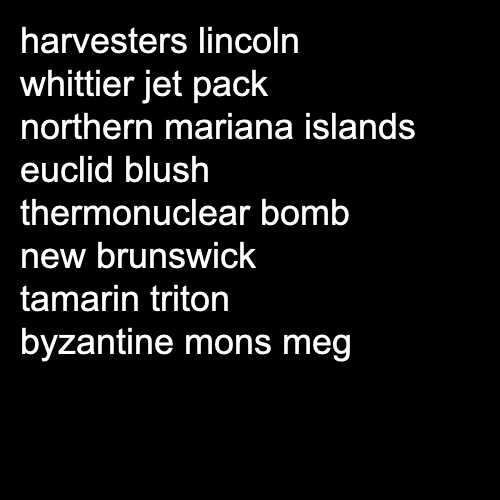 harvesters lincoln
whittier jet pack
northern mariana islands
euclid blush
thermonuclear bomb
new brunswick
tamarin triton
byzantine mons meg